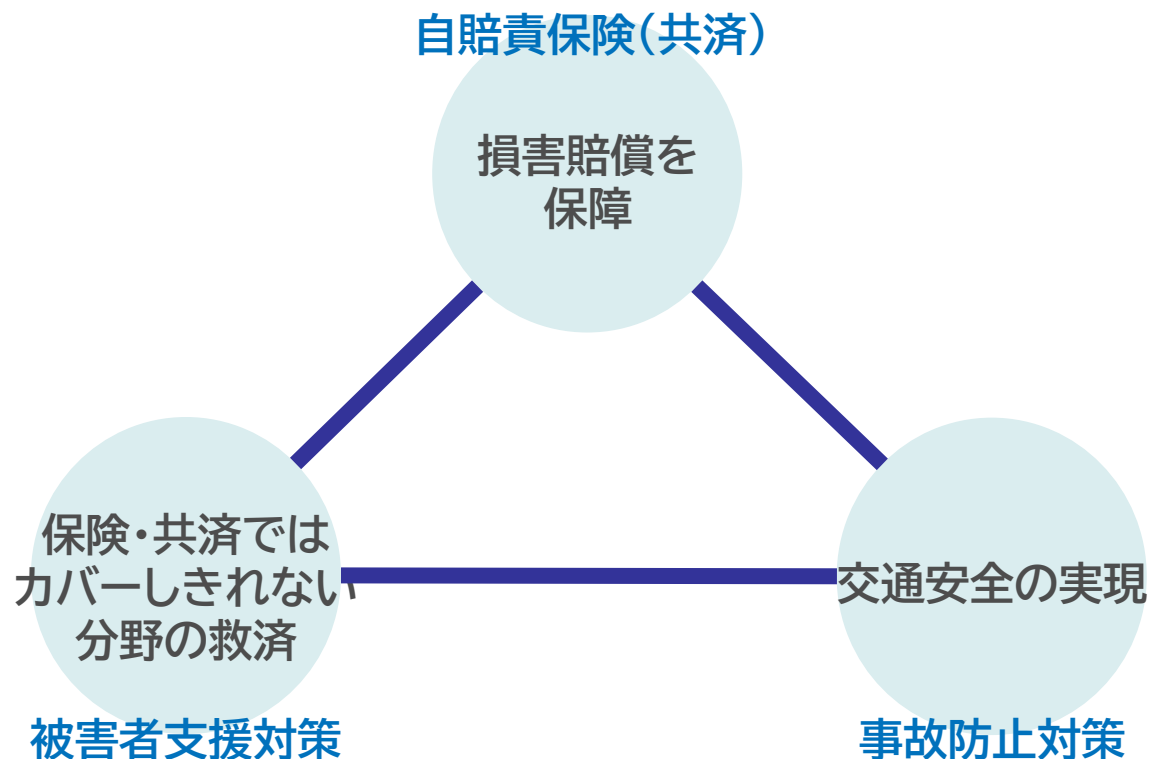 自賠責保険(共済)
損害賠償を
保障
保険・共済では
カバーしきれない
分野の救済
被害者支援対策
交通安全の実現
事故防止対策